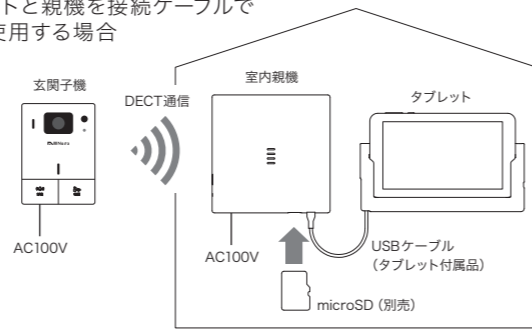 トと親機を接続ケーブルで
使用する場合
玄関子機
DECT通信
室内親機
タブレット
AC100V
AC100V
USBケーブル
（タブレット付属品）
microSD（別売）